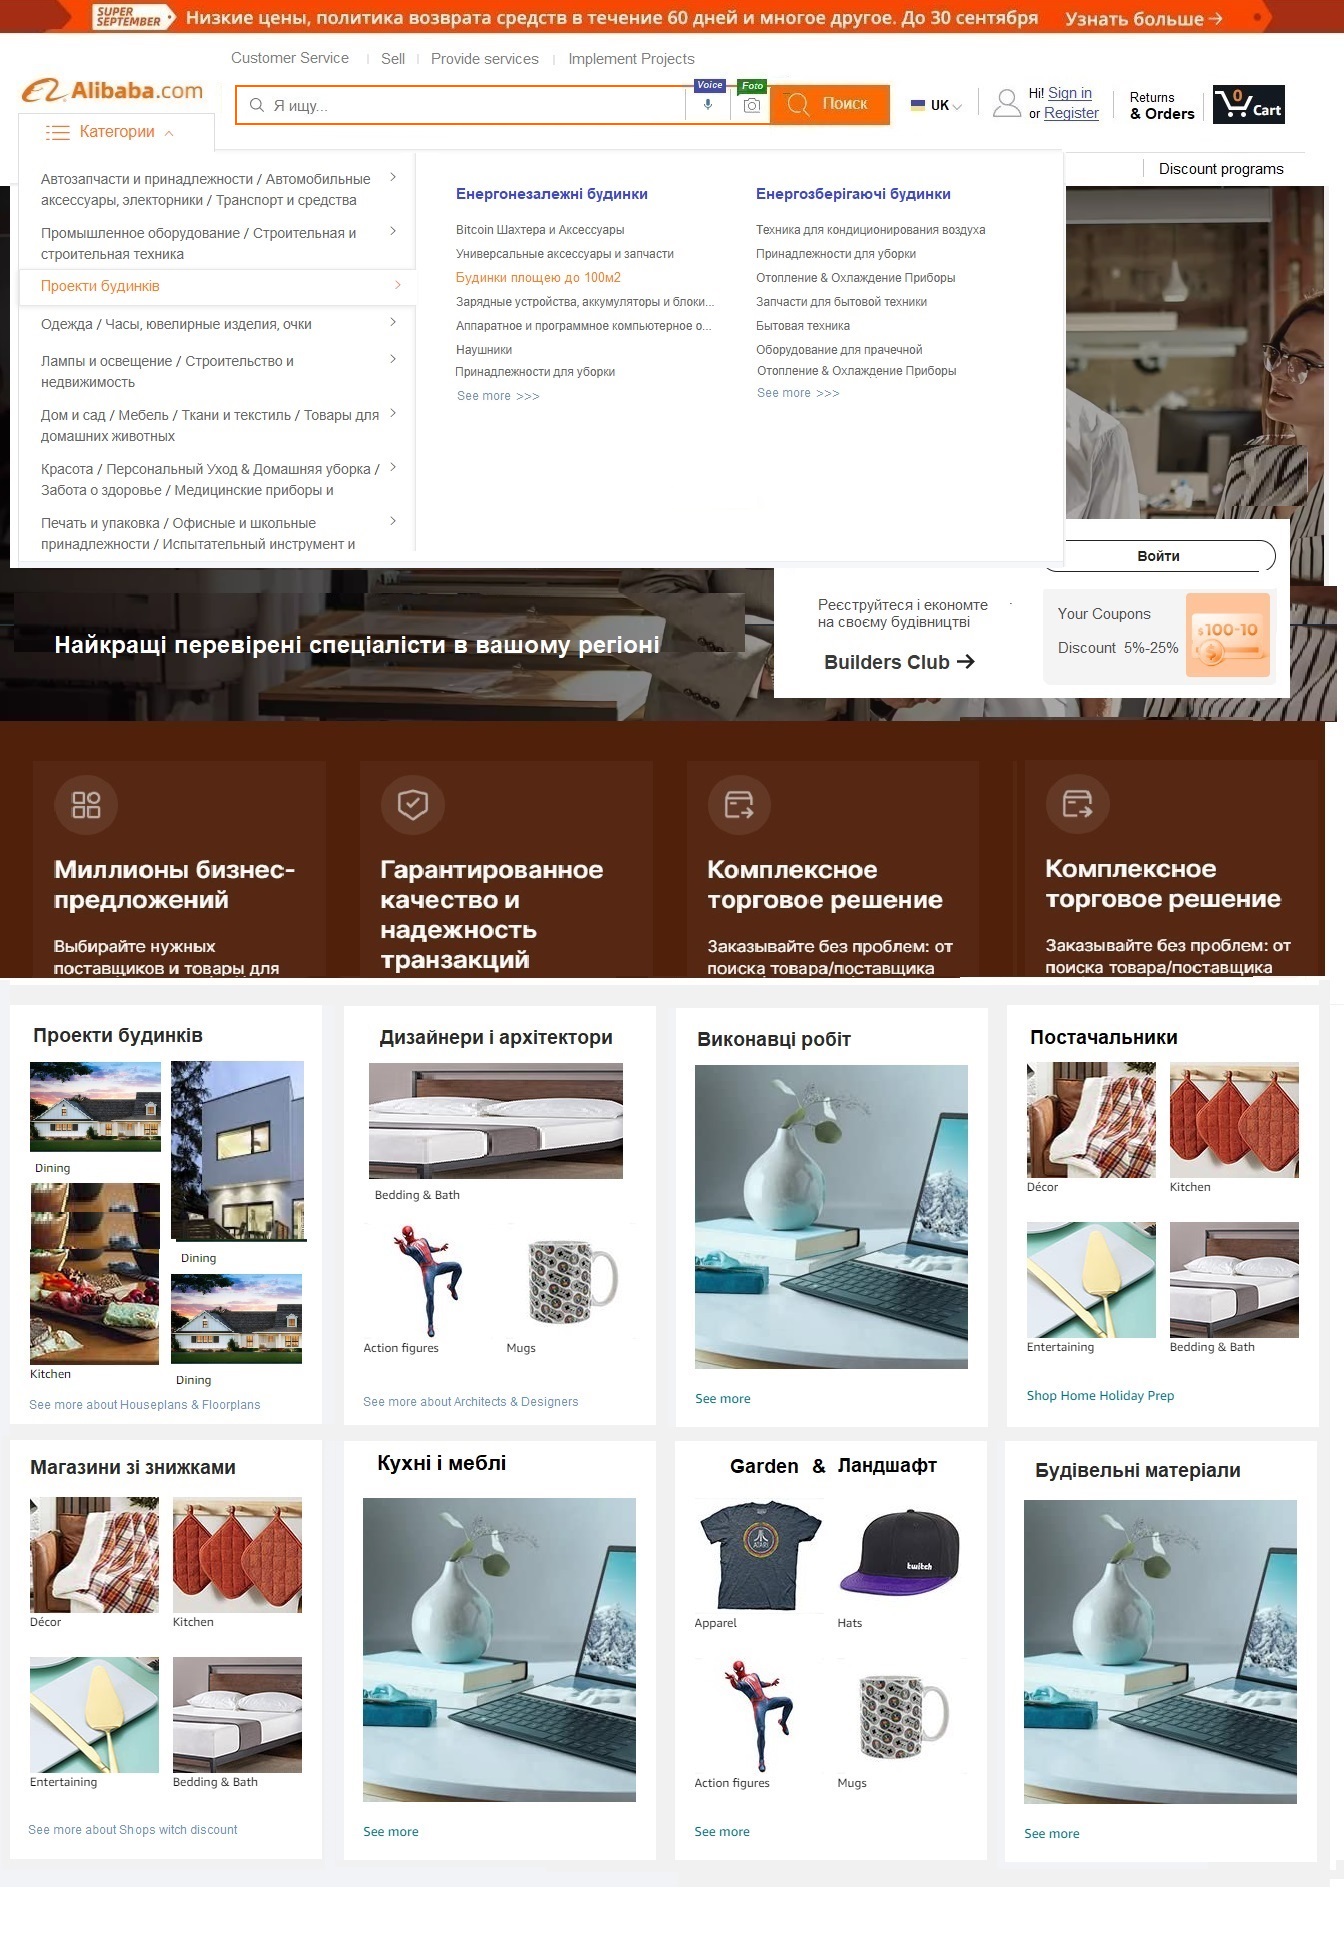 SUPER
SEPTEMBER
Низкие цены, политика возврата средств в течение 60 дней и многое другое. До 30 сентября
Узнать больше
Customer Service
Sell
Provide services
Implement Projects
Alibaba.com
Я ищу...
Voice
Foto
Поиск
UK
Hi! Sign in
or Register
Returns
& Orders
0
Cart
Категории
Discount programs
Автозапчасти и принадлежности / Автомобильные
аксессуары, электорники / Транспорт и средства
Промышленное оборудование / Строительная и
строительная техника
Проекти будинків
Одежда / Часы, ювелирные изделия, очки
Лампы и освещение / Строительство и
недвижимость
Дом и сад / Мебель / Ткани и текстиль / Товары для
домашних животных
Красота / Персональный Уход & Домашняя уборка /
Забота о здоровье / Медицинские приборы и
Печать и упаковка / Офисные и школьные
принадлежности / Испытательный инструмент и
Енергонезалежні будинки
Bitcoin Шахтера и Аксессуары
Универсальные аксессуары и запчасти
Будинки площею до 100м2
Зарядные устройства, аккумуляторы и блоки...
Аппаратное и программное компьютерное о...
Наушники
Принадлежности для уборки
See more >>>
Енергозберігаючі будинки
Техника для кондиционирования воздуха
Принадлежности для уборки
Отопление & Охлаждение Приборы
Запчасти для бытовой техники
Бытовая техника
Оборудование для прачечной
Отопление & Охлаждение Приборы
See more >>>
Войти
Реєструйтеся і економте
на своєму будівництві
Builders Club
Your Coupons
Discount 5%-25%
$100-10
Найкращі перевірені спеціалісти в вашому регіоні
Миллионы бизнес-
предложений
Выбирайте нужных
поставщиков и товары для
Гарантированное
качество и
надежность
транзакций
Комплексное
торговое решение
Заказывайте без проблем: от
поиска товара/поставщика
Комплексное
торговое решение
Заказывайте без проблем: от
поиска товара/поставщика
Проекти будинків
Dining
Dining
Kitchen
Dining
See more about Houseplans & Floorplans
Дизайнери і архітектори
Bedding & Bath
Action figures
Mugs
See more about Architects & Designers
Виконавці робіт
See more
Постачальники
Décor
Kitchen
Entertaining
Bedding & Bath
Shop Home Holiday Prep
Магазини зі знижками
Décor
Kitchen
Entertaining
Bedding & Bath
See more about Shops witch discount
Кухні і меблі
See more
Garden & Ландшафт
ATARI
twitch
Apparel
Hats
Action figures
Mugs
See more
Будівельні матеріали
See more